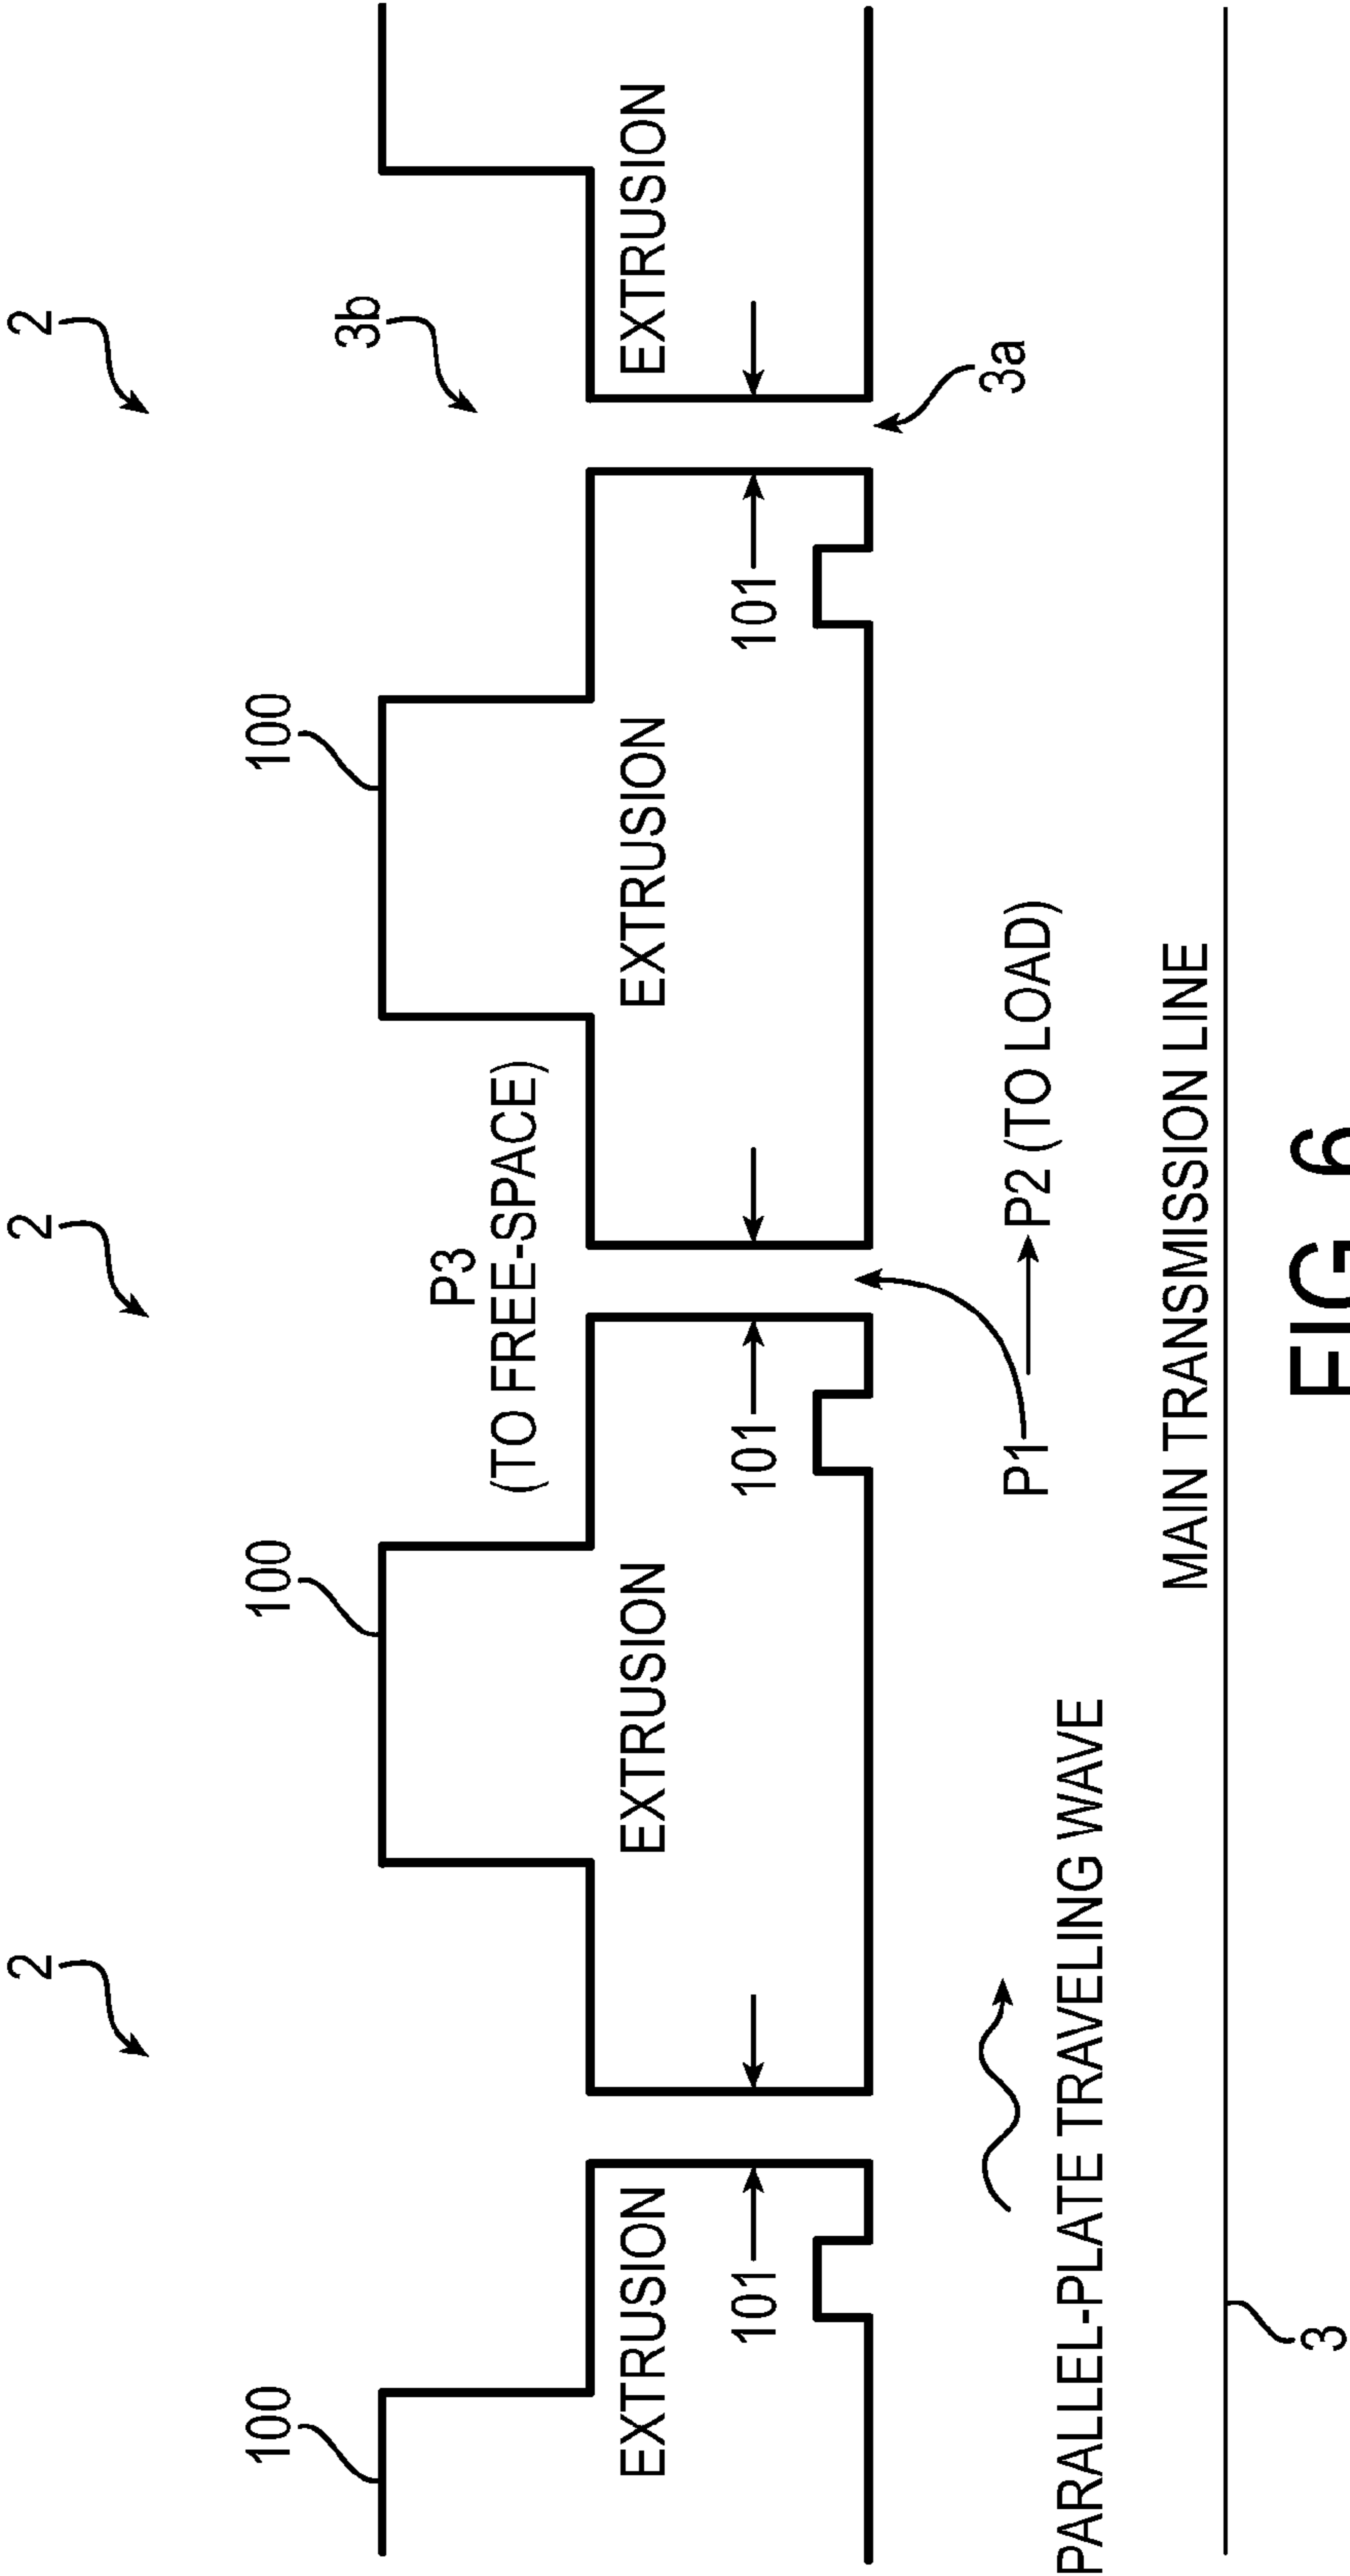 2
2
2
100
100
100
3b
P3
(TO FREE-SPACE)
EXTRUSION
EXTRUSION
EXTRUSION
EXTRUSION
101
101
101
3a
P1
P2 (TO LOAD)
PARALLEL-PLATE TRAVELING WAVE
MAIN TRANSMISSION LINE
3
FIG 6